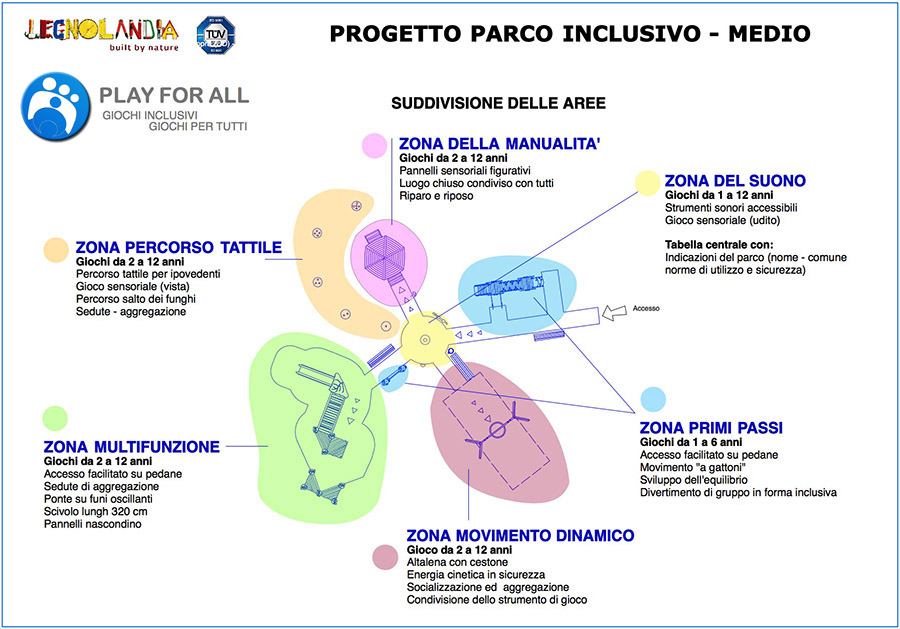 LEGNOLANDIA
built by nature
TÜV
PROGETTO PARCO INCLUSIVO - MEDIO
PLAY FOR ALL
GIOCHI INCLUSIVI
GIOCHI PER TUTTI
SUDDIVISIONE DELLE AREE
ZONA DELLA MANUALITA'
Giochi da 2 a 12 anni
Pannelli sensoriali figurativi
Luogo chiuso condiviso con tutti
Riparo e riposo
ZONA DEL SUONO
Giochi da 1 a 12 anni
Strumenti sonori accessibili
Gioco sensoriale (udito)
Tabella centrale con:
Indicazioni del parco (nome - comune
norme di utilizzo e sicurezza)
ZONA PERCORSO TATTILE
Giochi da 2 a 12 anni
Percorso tattile per ipovedenti
Gioco sensoriale (vista)
Percorso salto dei funghi
Sedute - aggregazione
Accesso
ZONA MULTIFUNZIONE
Giochi da 2 a 12 anni
Accesso facilitato su pedane
Sedute di aggregazione
Ponte su funi oscillanti
Scivolo lungh 320 cm
Pannelli nascondino
ZONA PRIMI PASSI
Giochi da 1 a 6 anni
Accesso facilitato su pedane
Movimento "a gattoni"
Sviluppo dell'equilibrio
Divertimento di gruppo in forma inclusiva
ZONA MOVIMENTO DINAMICO
Gioco da 2 a 12 anni
Altalena con cestone
Energia cinetica in sicurezza
Socializzazione ed aggregazione
Condivisione dello strumento di gioco